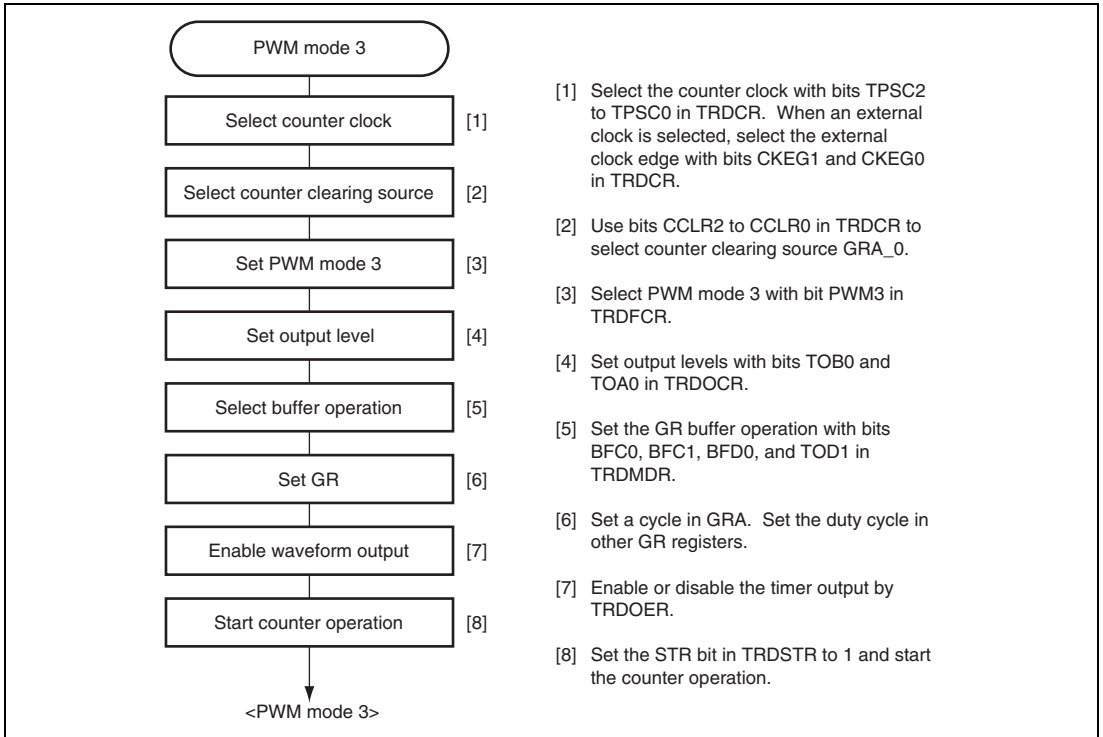 PWM mode 3
Select counter clock [1]
Select counter clearing source [2]
Set PWM mode 3 [3]
Set output level [4]
Select buffer operation [5]
Set GR [6]
Enable waveform output [7]
Start counter operation [8]
<PWM mode 3>
[1] Select the counter clock with bits TPSC2
to TPSC0 in TRDCR. When an external
clock is selected, select the external
clock edge with bits CKEG1 and CKEG0
in TRDCR.
[2] Use bits CCLR2 to CCLR0 in TRDCR to
select counter clearing source GRA_0.
[3] Select PWM mode 3 with bit PWM3 in
TRDFCR.
[4] Set output levels with bits TOB0 and
TOA0 in TRDOCR.
[5] Set the GR buffer operation with bits
BFC0, BFC1, BFD0, and TOD1 in
TRDMDR.
[6] Set a cycle in GRA. Set the duty cycle in
other GR registers.
[7] Enable or disable the timer output by
TRDOER.
[8] Set the STR bit in TRDSTR to 1 and start
the counter operation.